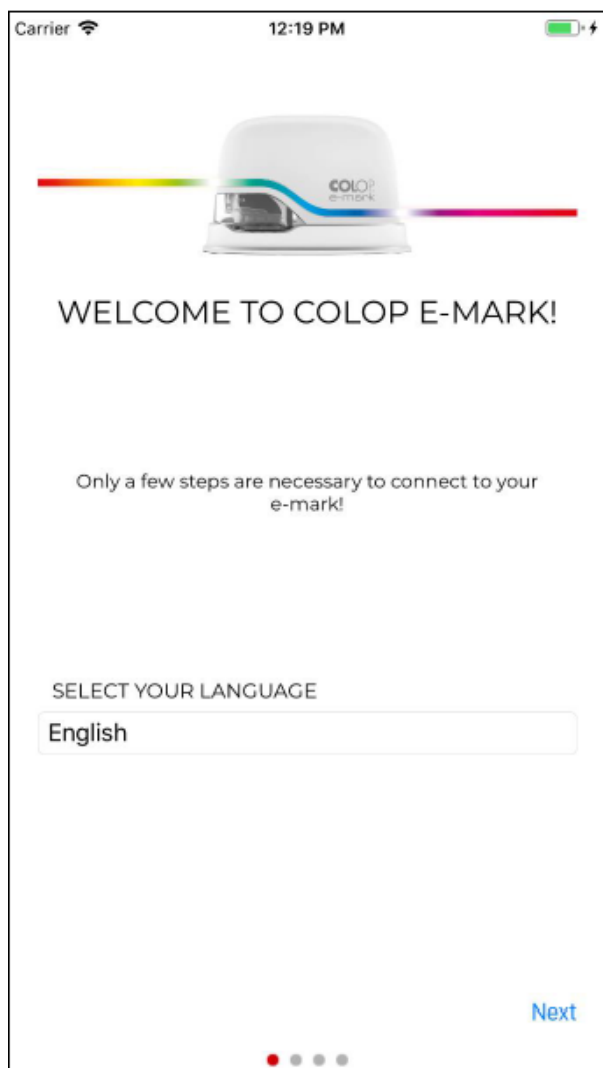 Carrier
12:19 PM
COLOP
e-mark
WELCOME TO COLOP E-MARK!
Only a few steps are necessary to connect to your
e-mark!
SELECT YOUR LANGUAGE
English
Next